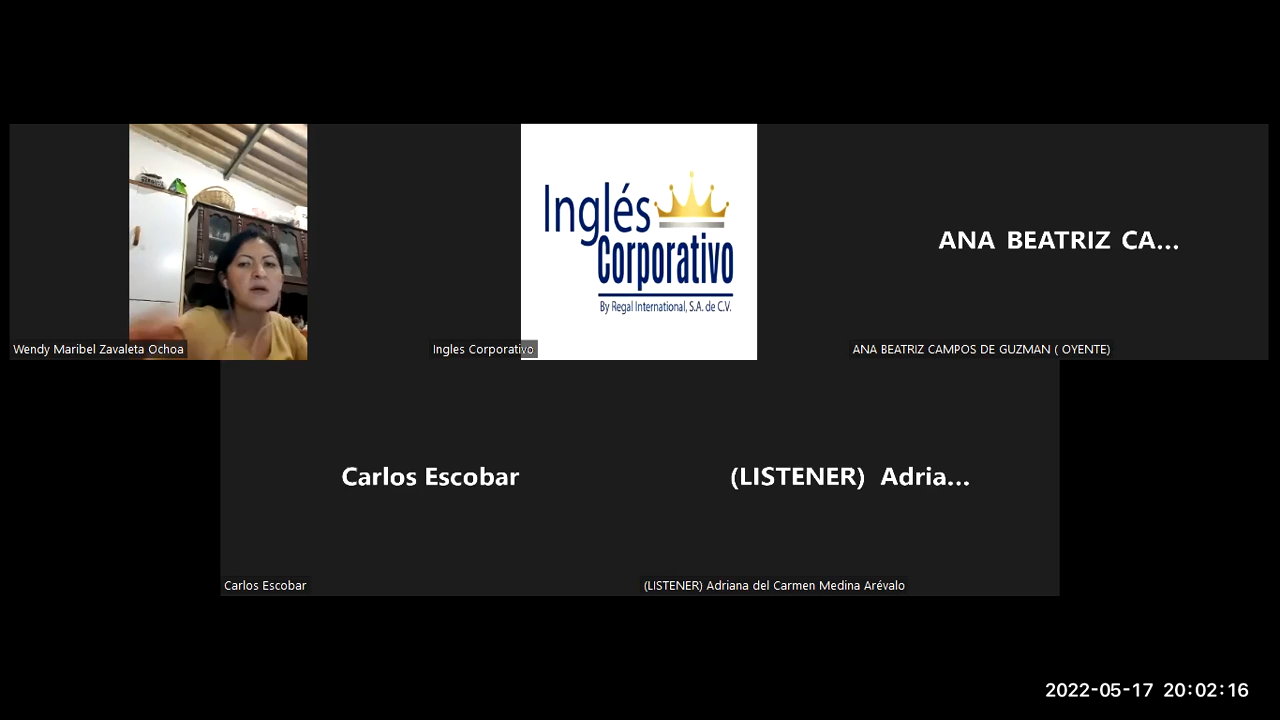 Inglés
Corporativo
By Regal International, S.A. de C.V.
ANA BEATRIZ CA...
Wendy Maribel Zavaleta Ochoa
Ingles Corporativo
ANA BEATRIZ CAMPOS DE GUZMAN ( OYENTE)
Carlos Escobar
(LISTENER) Adria...
Carlos Escobar
(LISTENER) Adriana del Carmen Medina Arévalo
2022-05-17 20:02:16